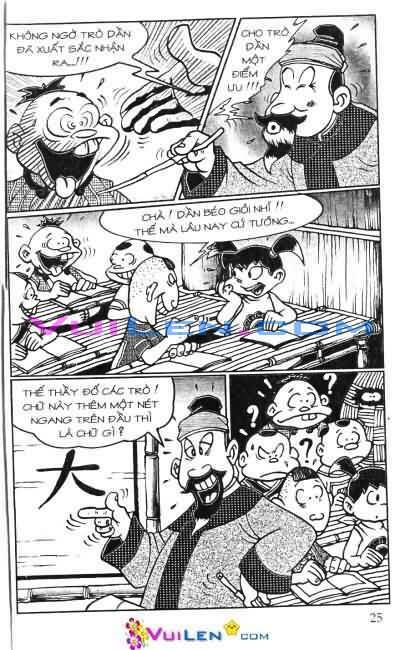 KHÔNG NGỜ TRÒ DẦN
ĐÃ XUẤT SẮC NHẬN
RA...!!!
CHO TRÒ
DẦN
MỘT
ĐIỂM
ƯU !!!
CHÀ ! DẦN BÉO GIỎI NHỈ !!
THẾ MÀ LÂU NAY CỨ TƯỞNG...
VUILEN.COM
THẾ THẦY ĐỐ CÁC TRÒ !
CHỮ NÀY THÊM MỘT NÉT
NGANG TRÊN ĐẦU THÌ
LÀ CHỮ GÌ ?
大
? ? ?
25
VUILEN.COM